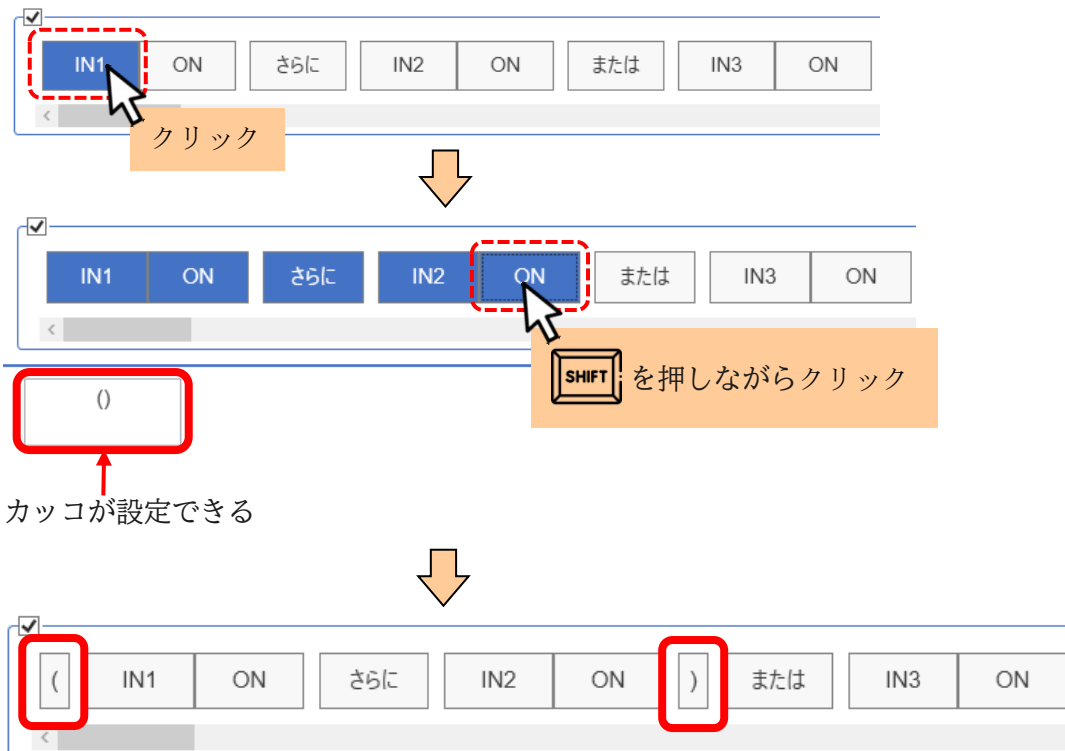 IN1 ON さらに IN2 ON または IN3 ON
クリック
IN1 ON さらに IN2 ON または IN3 ON
SHIFT を押しながらクリック
()
カッコが設定できる
( IN1 ON さらに IN2 ON ) または IN3 ON